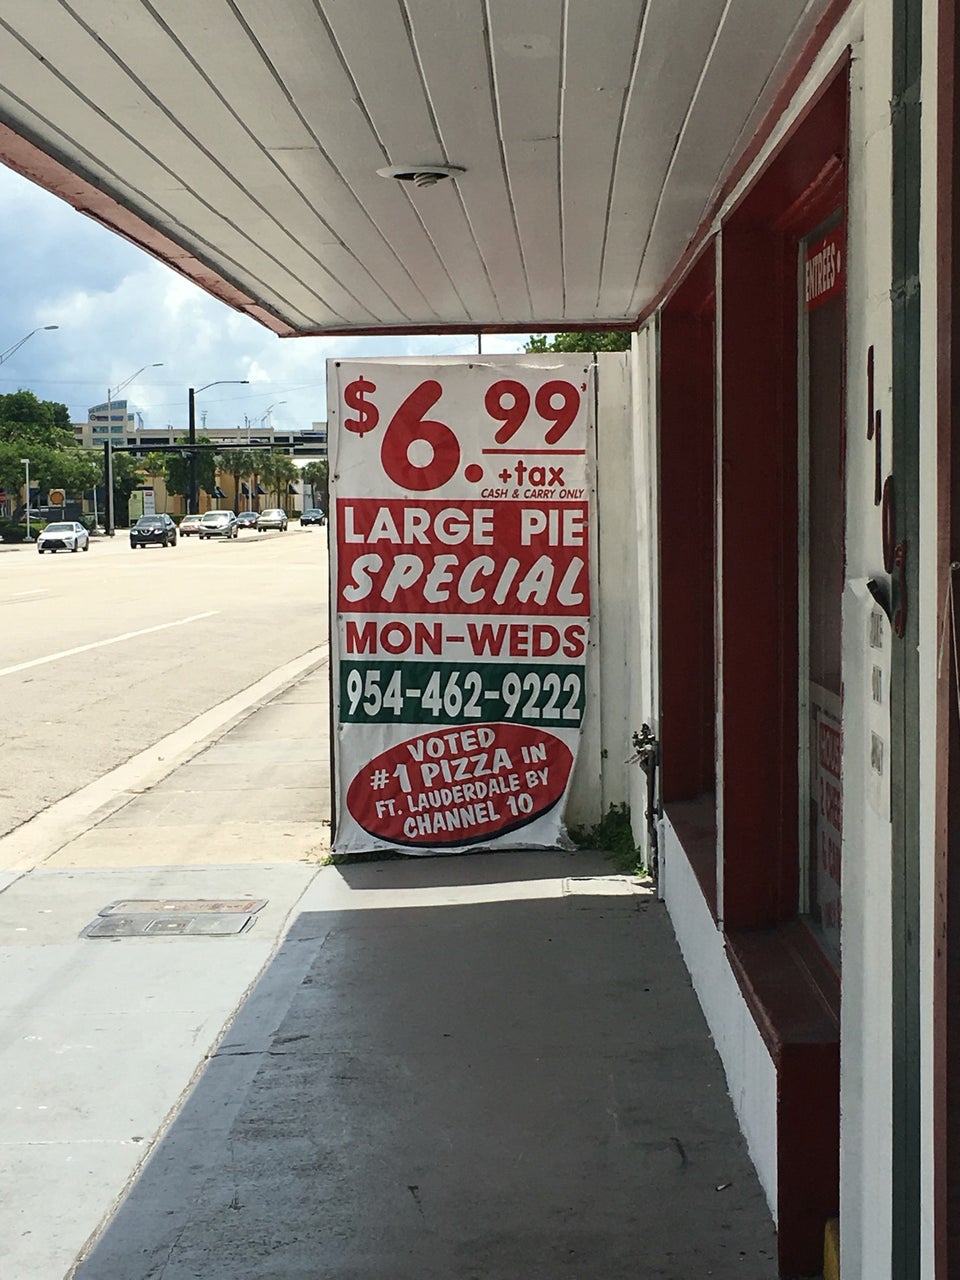 $6.99*
+tax
CASH & CARRY ONLY
LARGE PIE
SPECIAL
MON-WEDS
954-462-9222
VOTED
#1 PIZZA IN
FT. LAUDERDALE BY
CHANNEL 10
ENTRÉES